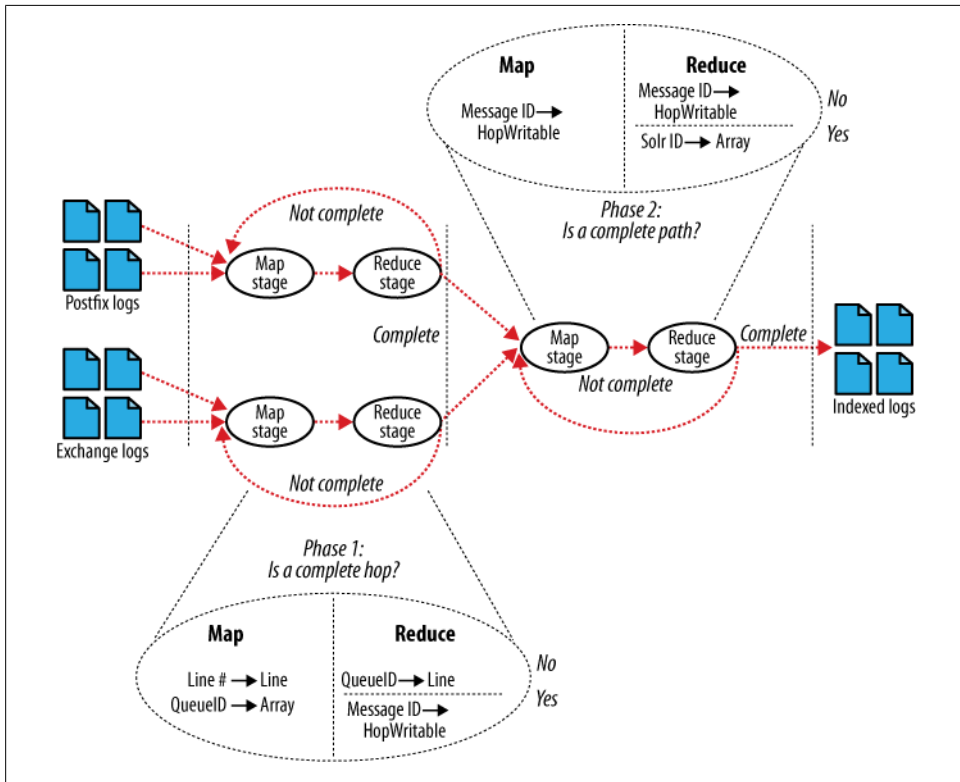 Map
Reduce
Message ID→
HopWritable
Message ID→
HopWritable
Solr ID→ Array
No
Yes
Phase 2:
Is a complete path?
Not complete
Map
stage
Reduce
stage
Postfix logs
Complete
Map
stage
Reduce
stage
Complete
Not complete
Indexed logs
Map
stage
Reduce
stage
Exchange logs
Not complete
Phase 1:
Is a complete hop?
Map
Reduce
Line # → Line
QueueID → Array
QueueID→ Line
Message ID→
HopWritable
No
Yes